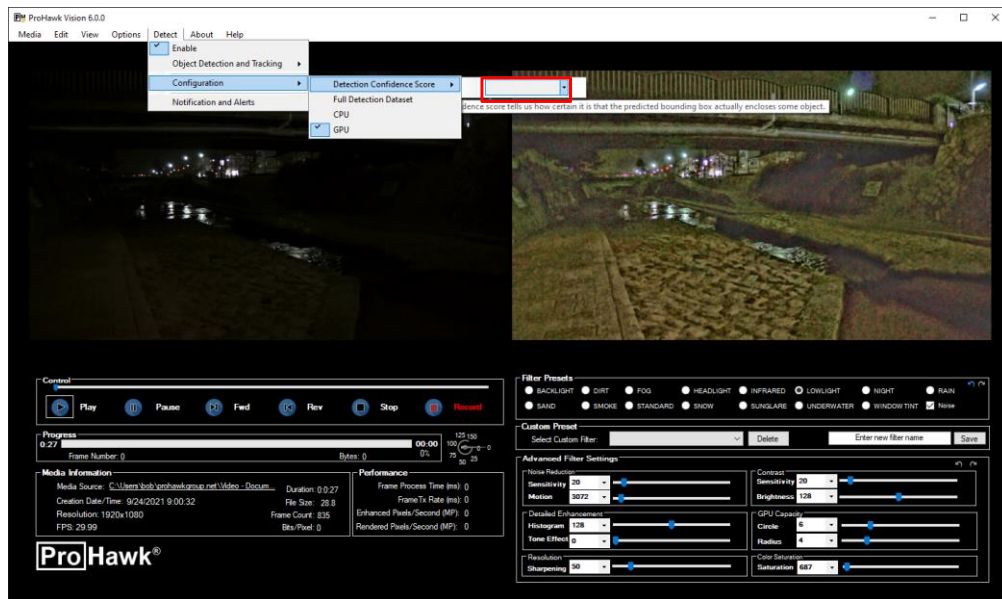 ProHawk Vision 6.0.0
Media Edit View Options Detect About Help
Enable
Object Detection and Tracking
Configuration
Notification and Alerts
Detection Confidence Score
Full Detection Dataset
CPU
GPU
dence score tells us how certain it is that the predicted bounding box actually encloses some object.
Control
Play Pause Fwd Rev Stop Record
Progress
0:27 00:00
Frame Number: 0 Bytes: 0 0%
125 150
100 0
75 50 25
Media Information
Media Source: C:\Users\bob\prohawkgroup.net\Video - Docum... Duration: 0:0:27
Creation Date/Time: 9/24/2021 9:00:32 File Size: 28.8
Resolution: 1920x1080 Frame Count: 835
FPS: 29.99 Bits/Pixel: 0
Performance
Frame Process Time (ms): 0
Frame Tx Rate (ms): 0
Enhanced Pixels/Second (MP): 0
Rendered Pixels/Second (MP): 0
ProHawk®
Filter Presets
BACKLIGHT DIRT FOG HEADLIGHT INFRARED LOWLIGHT NIGHT RAIN
SAND SMOKE STANDARD SNOW SUNGLARE UNDERWATER WINDOW TINT Noise
Custom Preset
Select Custom Filter: Delete Enter new filter name Save
Advanced Filter Settings
Noise Reduction
Sensitivity 20
Motion 3072
Contrast
Sensitivity 20
Brightness 128
Detailed Enhancement
Histogram 128
Tone Effect 0
GPU Capacity
Circle 6
Radius 4
Resolution
Sharpening 50
Color Saturation
Saturation 687